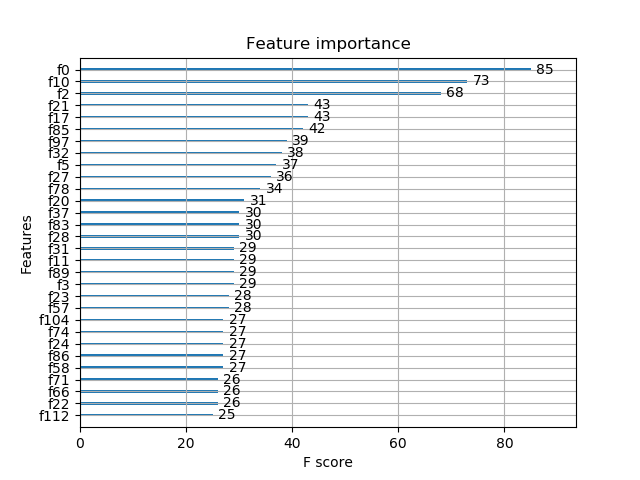 Feature importance
f0 85
f10 73
f2 68
f21 43
f17 43
f85 42
f97 39
f32 38
f5 37
f27 36
f78 34
f20 31
f37 30
f83 30
f28 30
f31 29
f11 29
f89 29
f3 29
f23 28
f57 28
f104 27
f74 27
f24 27
f86 27
f58 27
f71 26
f66 26
f22 26
f112 25
Features
0 20 40 60 80
F score